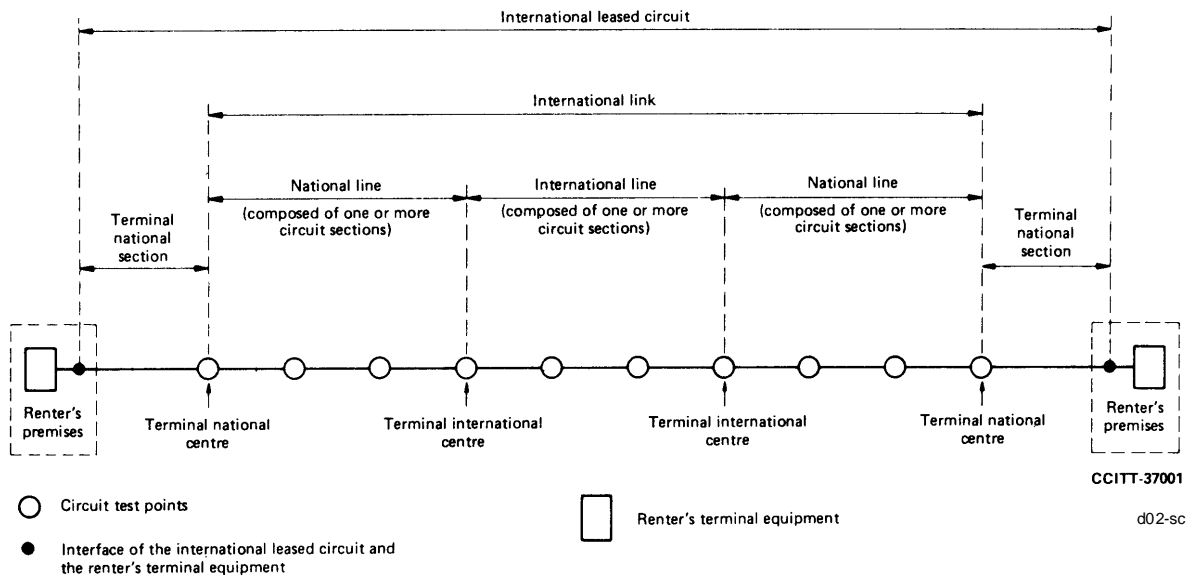 International leased circuit
International link
National line
(composed of one or more
circuit sections)
International line
(composed of one or more
circuit sections)
National line
(composed of one or more
circuit sections)
Terminal
national
section
Terminal
national
section
Renter's
premises
Terminal national
centre
Terminal international
centre
Terminal international
centre
Terminal national
centre
Renter's
premises
CCITT-37001
Circuit test points
Renter's terminal equipment
d02-sc
Interface of the international leased circuit and
the renter's terminal equipment